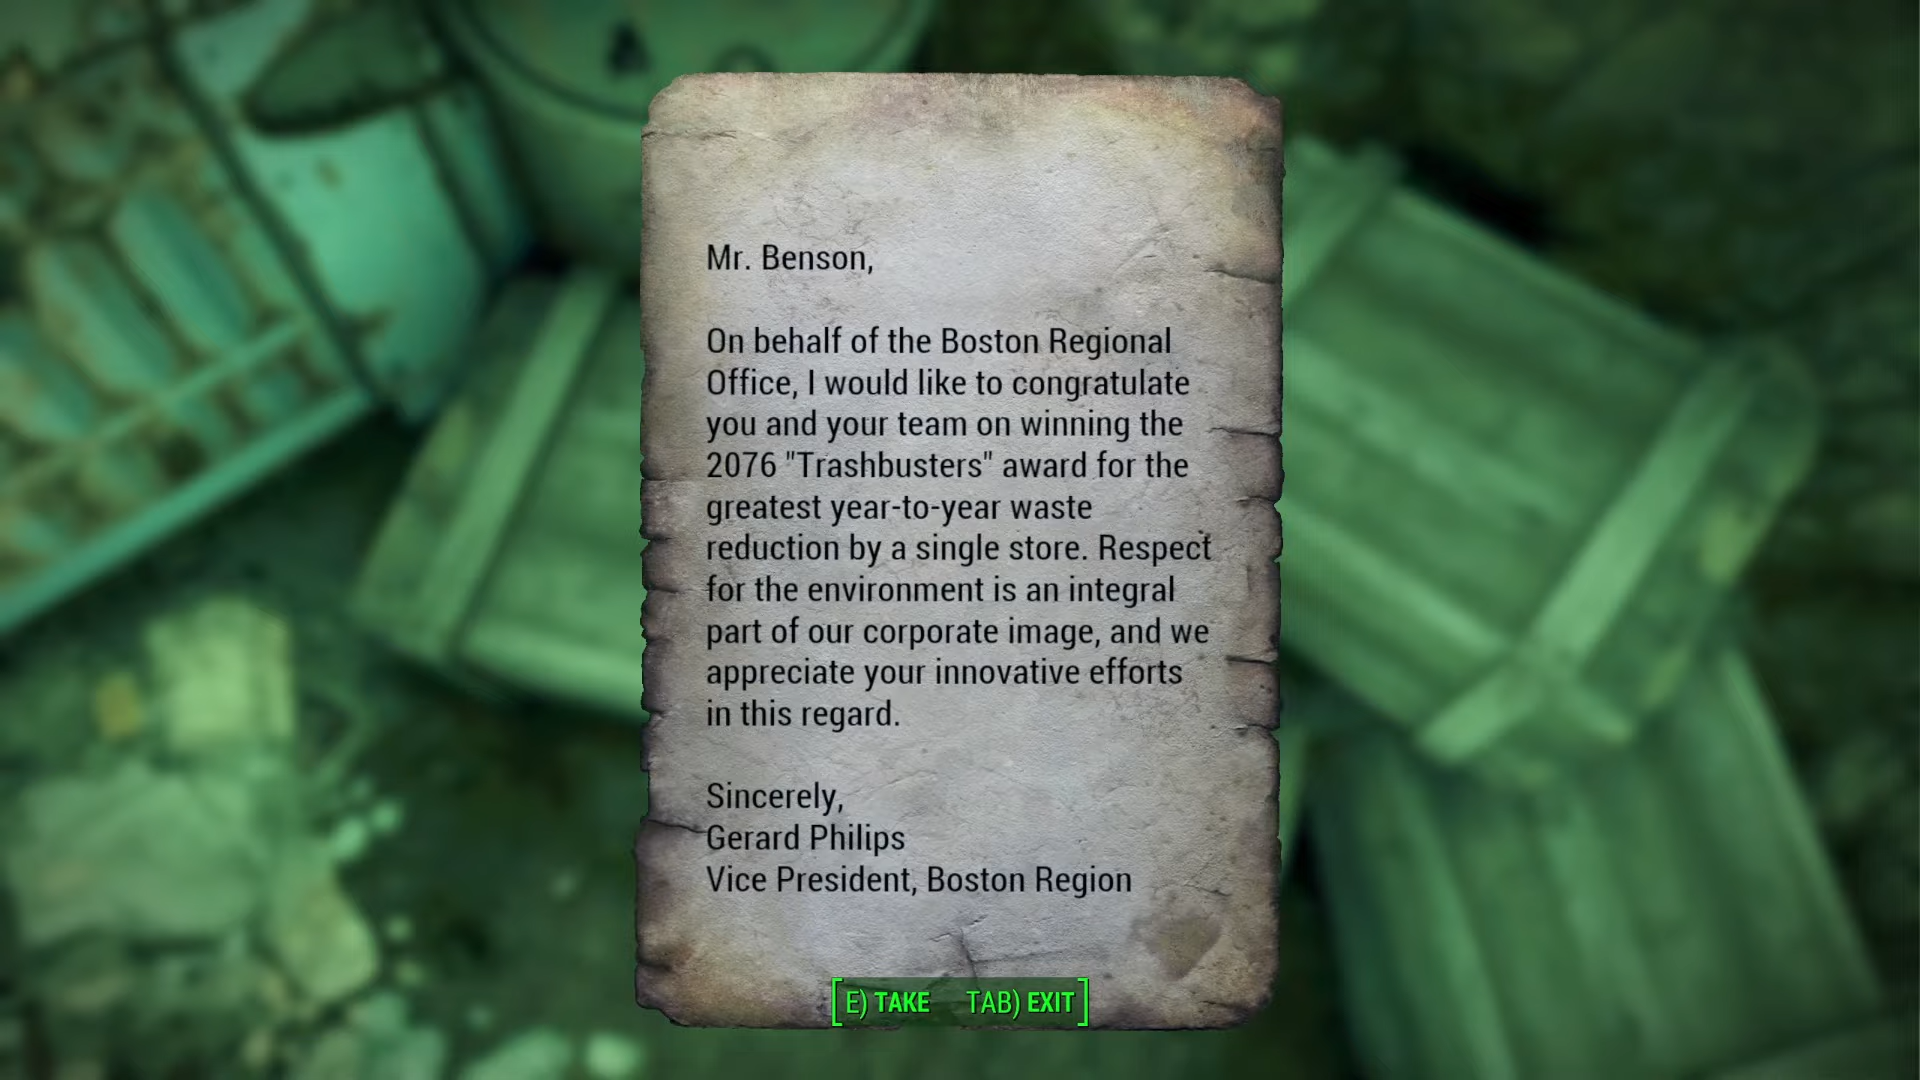 Mr. Benson,
On behalf of the Boston Regional
Office, I would like to congratulate
you and your team on winning the
2076 "Trashbusters" award for the
greatest year-to-year waste
reduction by a single store. Respect
for the environment is an integral
part of our corporate image, and we
appreciate your innovative efforts
in this regard.
Sincerely,
Gerard Philips
Vice President, Boston Region
[E) TAKE TAB) EXIT]